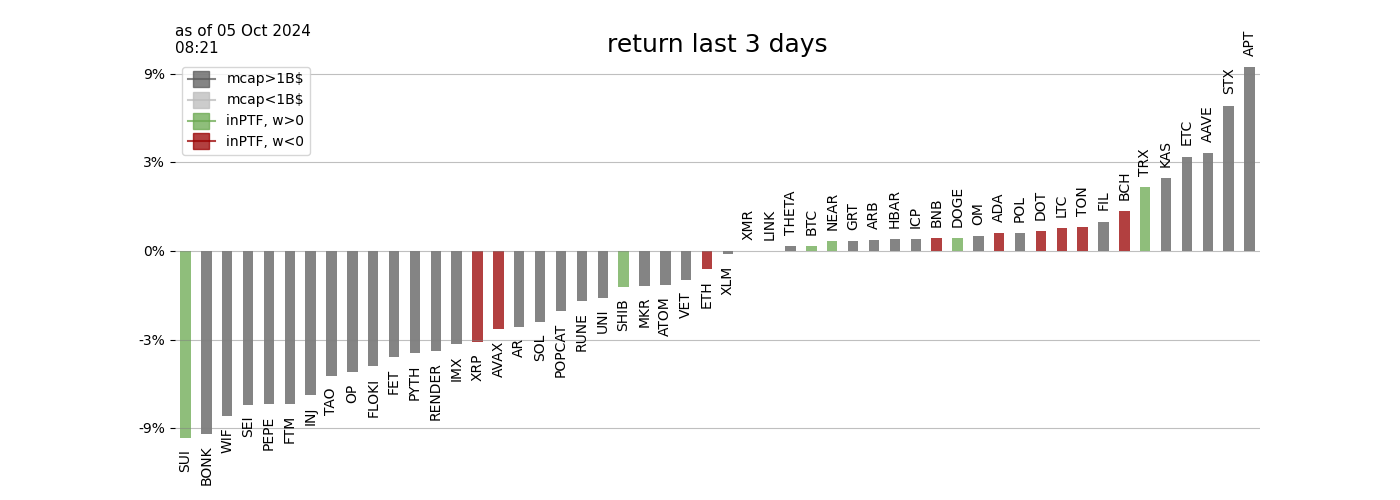 as of 05 Oct 2024
08:21
return last 3 days
mcap>1B$
mcap<1B$
inPTF, w>0
inPTF, w<0
9%
3%
0%
-3%
-9%
SUI
BONK
WIF
SEI
PEPE
FTM
INJ
TAO
OP
FLOKI
FET
PYTH
RENDER
IMX
XRP
AVAX
AR
SOL
POPCAT
RUNE
UNI
SHIB
MKR
ATOM
VET
ETH
XLM
XMR
LINK
THETA
BTC
NEAR
GRT
ARB
HBAR
ICP
BNB
DOGE
OM
ADA
POL
DOT
LTC
TON
FIL
BCH
TRX
KAS
ETC
AAVE
STX
APT